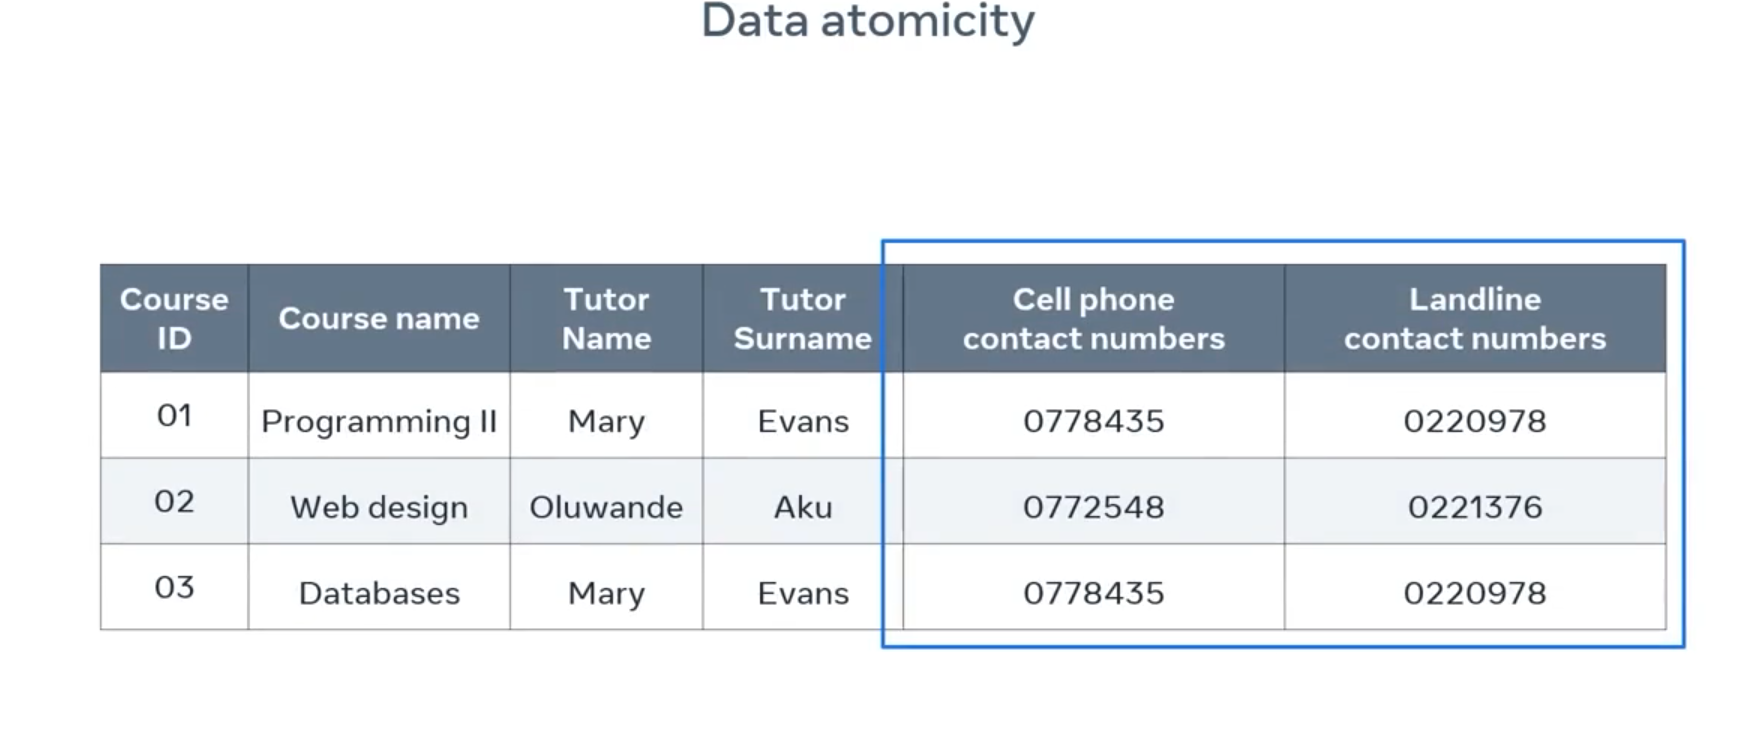 Data atomicity
Course ID | Course name | Tutor Name | Tutor Surname | Cell phone contact numbers | Landline contact numbers
01 | Programming II | Mary | Evans | 0778435 | 0220978
02 | Web design | Oluwande | Aku | 0772548 | 0221376
03 | Databases | Mary | Evans | 0778435 | 0220978